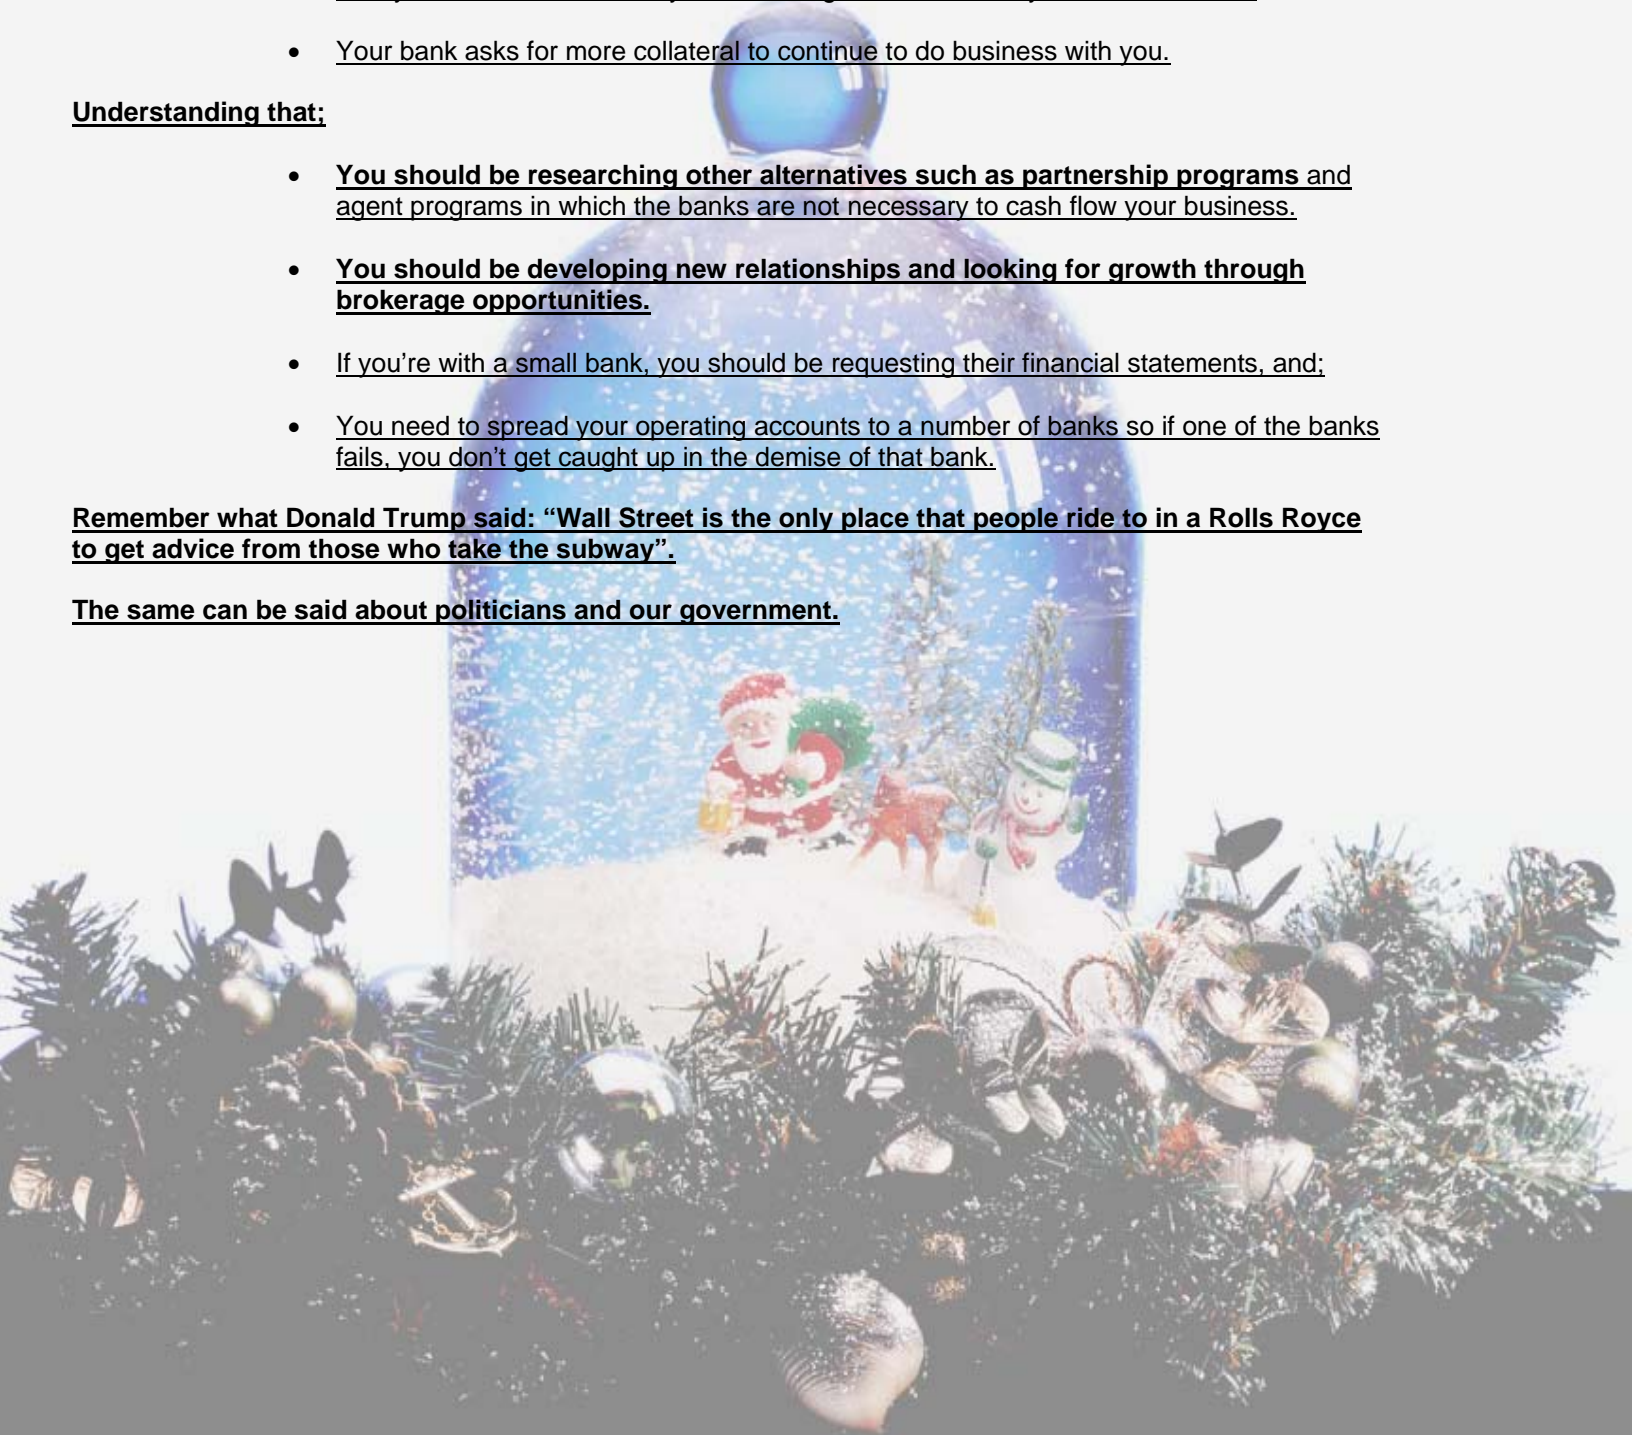 • Your bank asks for more collateral to continue to do business with you.
Understanding that;
• You should be researching other alternatives such as partnership programs and
agent programs in which the banks are not necessary to cash flow your business.
• You should be developing new relationships and looking for growth through
brokerage opportunities.
• If you’re with a small bank, you should be requesting their financial statements, and;
• You need to spread your operating accounts to a number of banks so if one of the banks
fails, you don’t get caught up in the demise of that bank.
Remember what Donald Trump said: “Wall Street is the only place that people ride to in a Rolls Royce
to get advice from those who take the subway”.
The same can be said about politicians and our government.